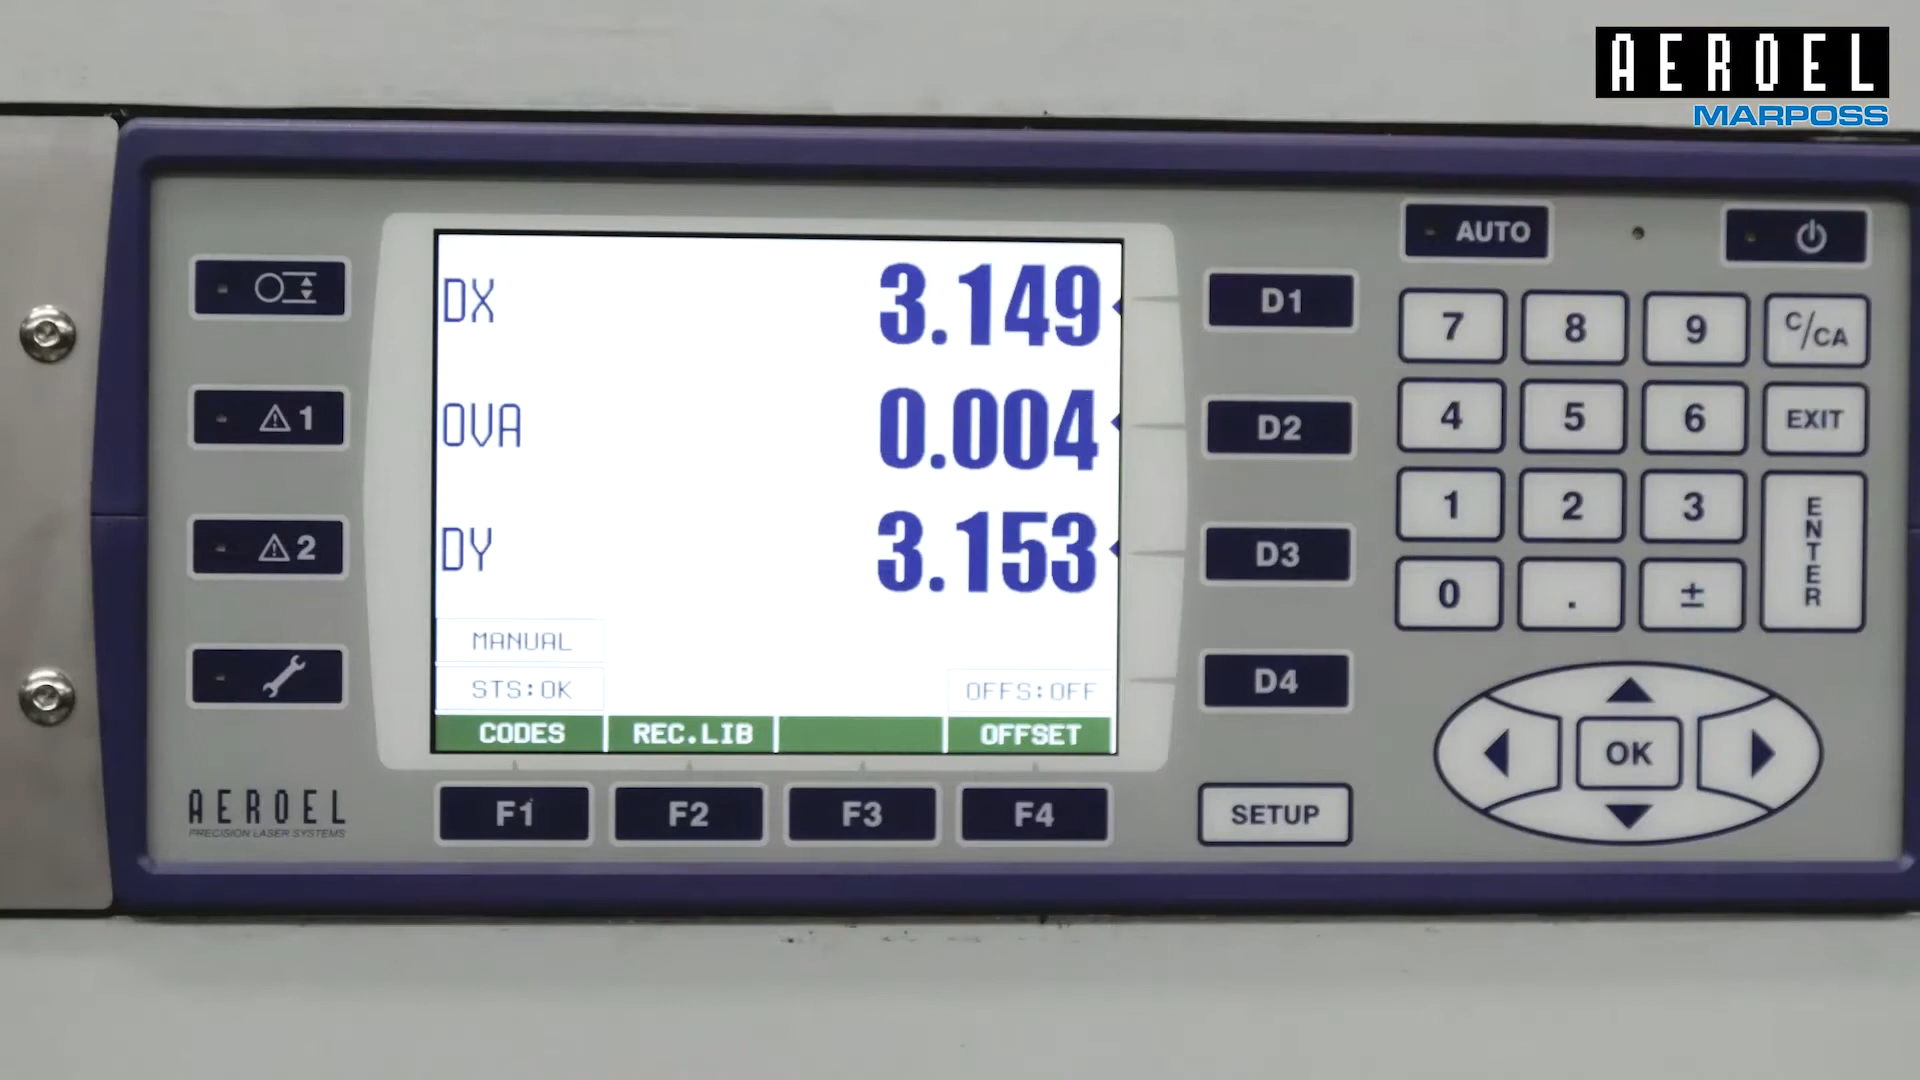 AEROEL
MARPOSS
AUTO
DX 3.149
D1
7 8 9 C/CA
1
OVA 0.004
D2
4 5 6 EXIT
2
DY 3.153
D3
1 2 3 ENTER
0 . ±
MANUAL
STS:OK
OFFS:OFF
D4
CODES REC.LIB OFFSET
OK
AEROEL
PRECISION LASER SYSTEMS
F1 F2 F3 F4
SETUP